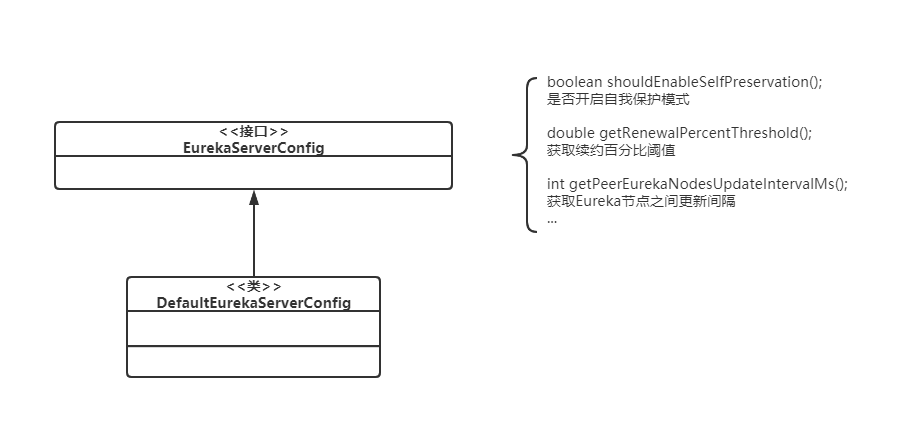 <<接口>>
EurekaServerConfig
<<类>>
DefaultEurekaServerConfig
boolean shouldEnableSelfPreservation();
是否开启自我保护模式
double getRenewalPercentThreshold();
获取续约百分比阈值
int getPeerEurekaNodesUpdateIntervalMs();
获取Eureka节点之间更新间隔
...